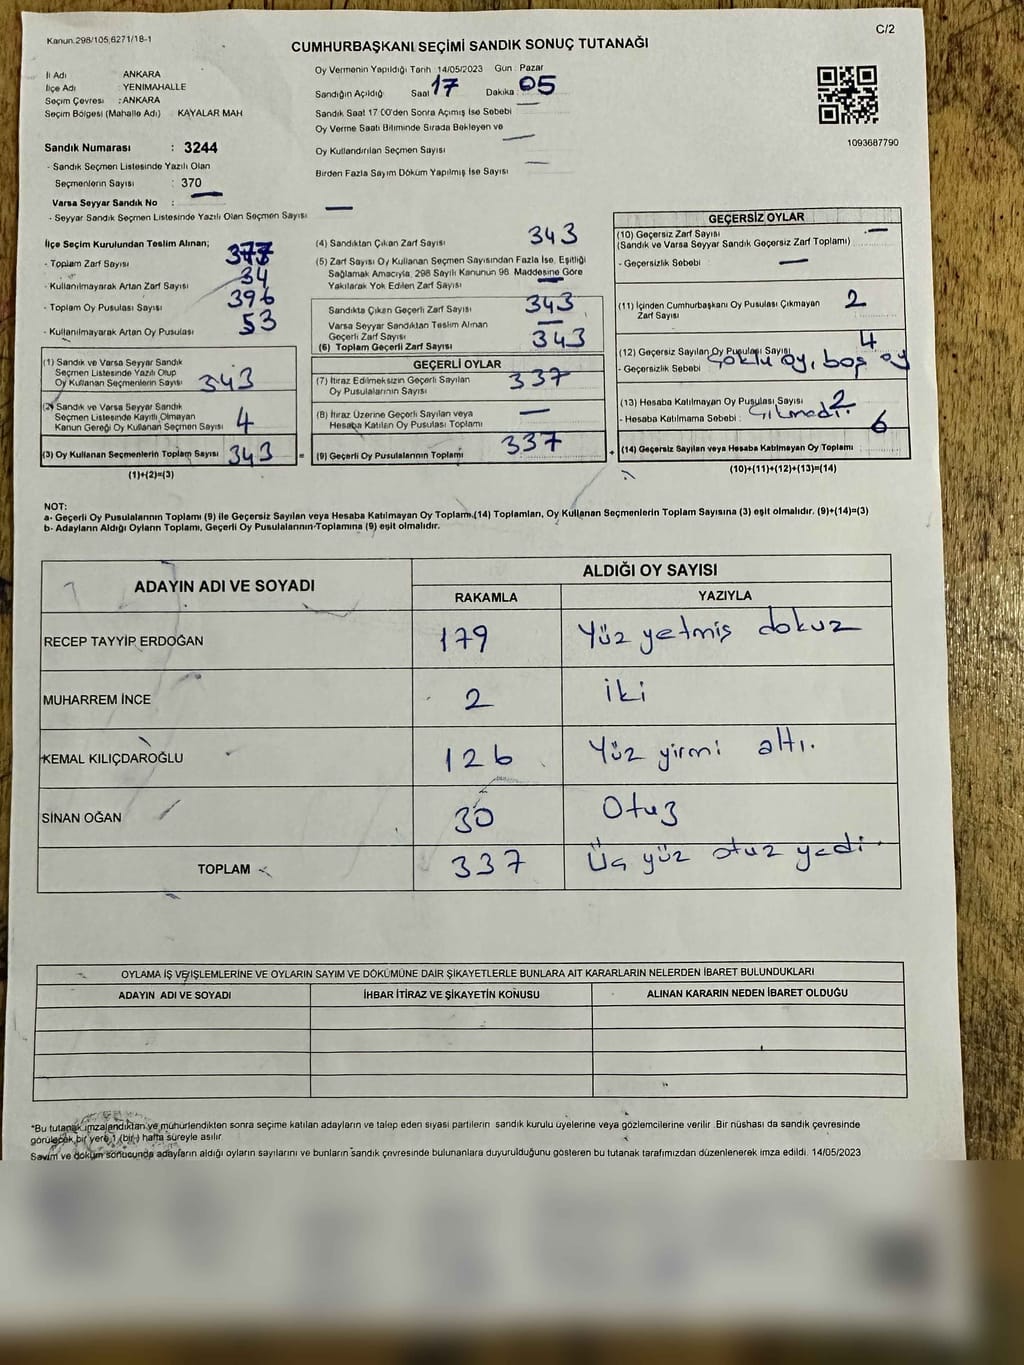 Kanun.298/105,6271/18-1
C/2
CUMHURBAŞKANI SEÇİMİ SANDIK SONUÇ TUTANAĞI
İl Adı ANKARA
İlçe Adı YENİMAHALLE
Seçim Çevresi : ANKARA
Seçim Bölgesi (Mahalle Adı) KAYALAR MAH
Oy Vermenin Yapıldığı Tarih 14/05/2023 Gün : Pazar
Sandığın Açıldığı Saat 17 Dakika 05
Sandık Saat 17 00'den Sonra Açılmış İse Sebebi —
Oy Verme Saati Bitiminde Sırada Bekleyen ve
Oy Kullandırılan Seçmen Sayısı —
Birden Fazla Sayım Döküm Yapılmış İse Sayısı —
1093687790
Sandık Numarası : 3244
- Sandık Seçmen Listesinde Yazılı Olan
Seçmenlerin Sayısı : 370
Varsa Seyyar Sandık No : —
- Seyyar Sandık Seçmen Listesinde Yazılı Olan Seçmen Sayısı —
İlçe Seçim Kurulundan Teslim Alınan;
- Toplam Zarf Sayısı 377
- Kullanılmayarak Artan Zarf Sayısı 34
- Toplam Oy Pusulası Sayısı 396
- Kullanılmayarak Artan Oy Pusulası 53
(1) Sandık ve Varsa Seyyar Sandık
Seçmen Listesinde Yazılı Olup
Oy Kullanan Seçmenlerin Sayısı 343
(2) Sandık ve Varsa Seyyar Sandık
Seçmen Listesinde Kayıtlı Olmayan
Kanun Gereği Oy Kullanan Seçmen Sayısı 4
(3) Oy Kullanan Seçmenlerin Toplam Sayısı 343 =
(1)+(2)=(3)
(4) Sandıktan Çıkan Zarf Sayısı 343
(5) Zarf Sayısı Oy Kullanan Seçmen Sayısından Fazla İse, Eşitliği
Sağlamak Amacıyla, 298 Sayılı Kanunun 98. Maddesine Göre
Yakılarak Yok Edilen Zarf Sayısı —
Sandıkta Çıkan Geçerli Zarf Sayısı 343
Varsa Seyyar Sandıktan Teslim Alınan
Geçerli Zarf Sayısı —
(6) Toplam Geçerli Zarf Sayısı 343
GEÇERLİ OYLAR
(7) İtiraz Edilmeksizin Geçerli Sayılan
Oy Pusulalarının Sayısı 337
(8) İtiraz Üzerine Geçerli Sayılan veya
Hesaba Katılan Oy Pusulası Toplamı —
(9) Geçerli Oy Pusulalarının Toplamı 337 +
GEÇERSİZ OYLAR
(10) Geçersiz Zarf Sayısı —
(Sandık ve Varsa Seyyar Sandık Geçersiz Zarf Toplamı)
- Geçersizlik Sebebi —
(11) İçinden Cumhurbaşkanı Oy Pusulası Çıkmayan
Zarf Sayısı 2
(12) Geçersiz Sayılan Oy Pusulası Sayısı 4
- Geçersizlik Sebebi çoklu oy, boş oy
(13) Hesaba Katılmayan Oy Pusulası Sayısı 2
- Hesaba Katılmama Sebebi : Çıkmadı.
(14) Geçersiz Sayılan veya Hesaba Katılmayan Oy Toplamı 6
(10)+(11)+(12)+(13)=(14)
NOT:
a- Geçerli Oy Pusulalarının Toplamı (9) ile Geçersiz Sayılan veya Hesaba Katılmayan Oy Toplamı,(14) Toplamları, Oy Kullanan Seçmenlerin Toplam Sayısına (3) eşit olmalıdır. (9)+(14)=(3)
b- Adayların Aldığı Oyların Toplamı, Geçerli Oy Pusulalarının Toplamına (9) eşit olmalıdır.
ADAYIN ADI VE SOYADI
ALDIĞI OY SAYISI
RAKAMLA YAZIYLA
RECEP TAYYİP ERDOĞAN 179 Yüz yetmiş dokuz
MUHARREM İNCE 2 iki
KEMAL KILIÇDAROĞLU 126 Yüz yirmi altı.
SİNAN OĞAN 30 Otuz
TOPLAM 337 Üç yüz otuz yedi.
OYLAMA İŞ VE İŞLEMLERİNE VE OYLARIN SAYIM VE DÖKÜMÜNE DAİR ŞİKAYETLERLE BUNLARA AİT KARARLARIN NELERDEN İBARET BULUNDUKLARI
ADAYIN ADI VE SOYADI İHBAR İTİRAZ VE ŞİKAYETİN KONUSU ALINAN KARARIN NEDEN İBARET OLDUĞU
*Bu tutanak imzalandıktan ve mühürlendikten sonra seçime katılan adayların ve talep eden siyasi partilerin sandık kurulu üyelerine veya gözlemcilerine verilir. Bir nüshası da sandık çevresinde
görülecek bir yere 1 (bir) hafta süreyle asılır.
Sayım ve döküm sonucunda adayların aldığı oyların sayılarını ve bunların sandık çevresinde bulunanlara duyurulduğunu gösteren bu tutanak tarafımızdan düzenlenerek imza edildi. 14/05/2023